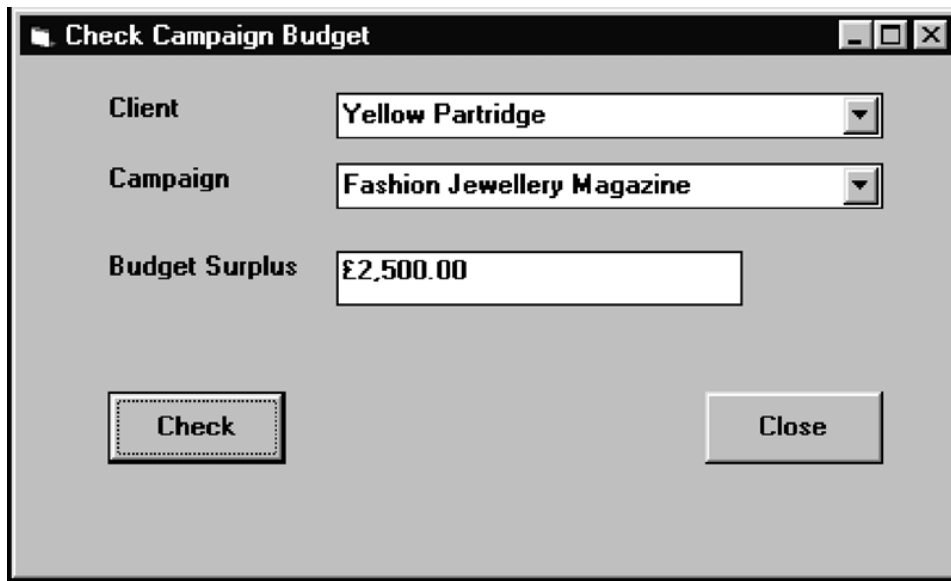 Check Campaign Budget
Client
Yellow Partridge
Campaign
Fashion Jewellery Magazine
Budget Surplus
£2,500.00
Check
Close